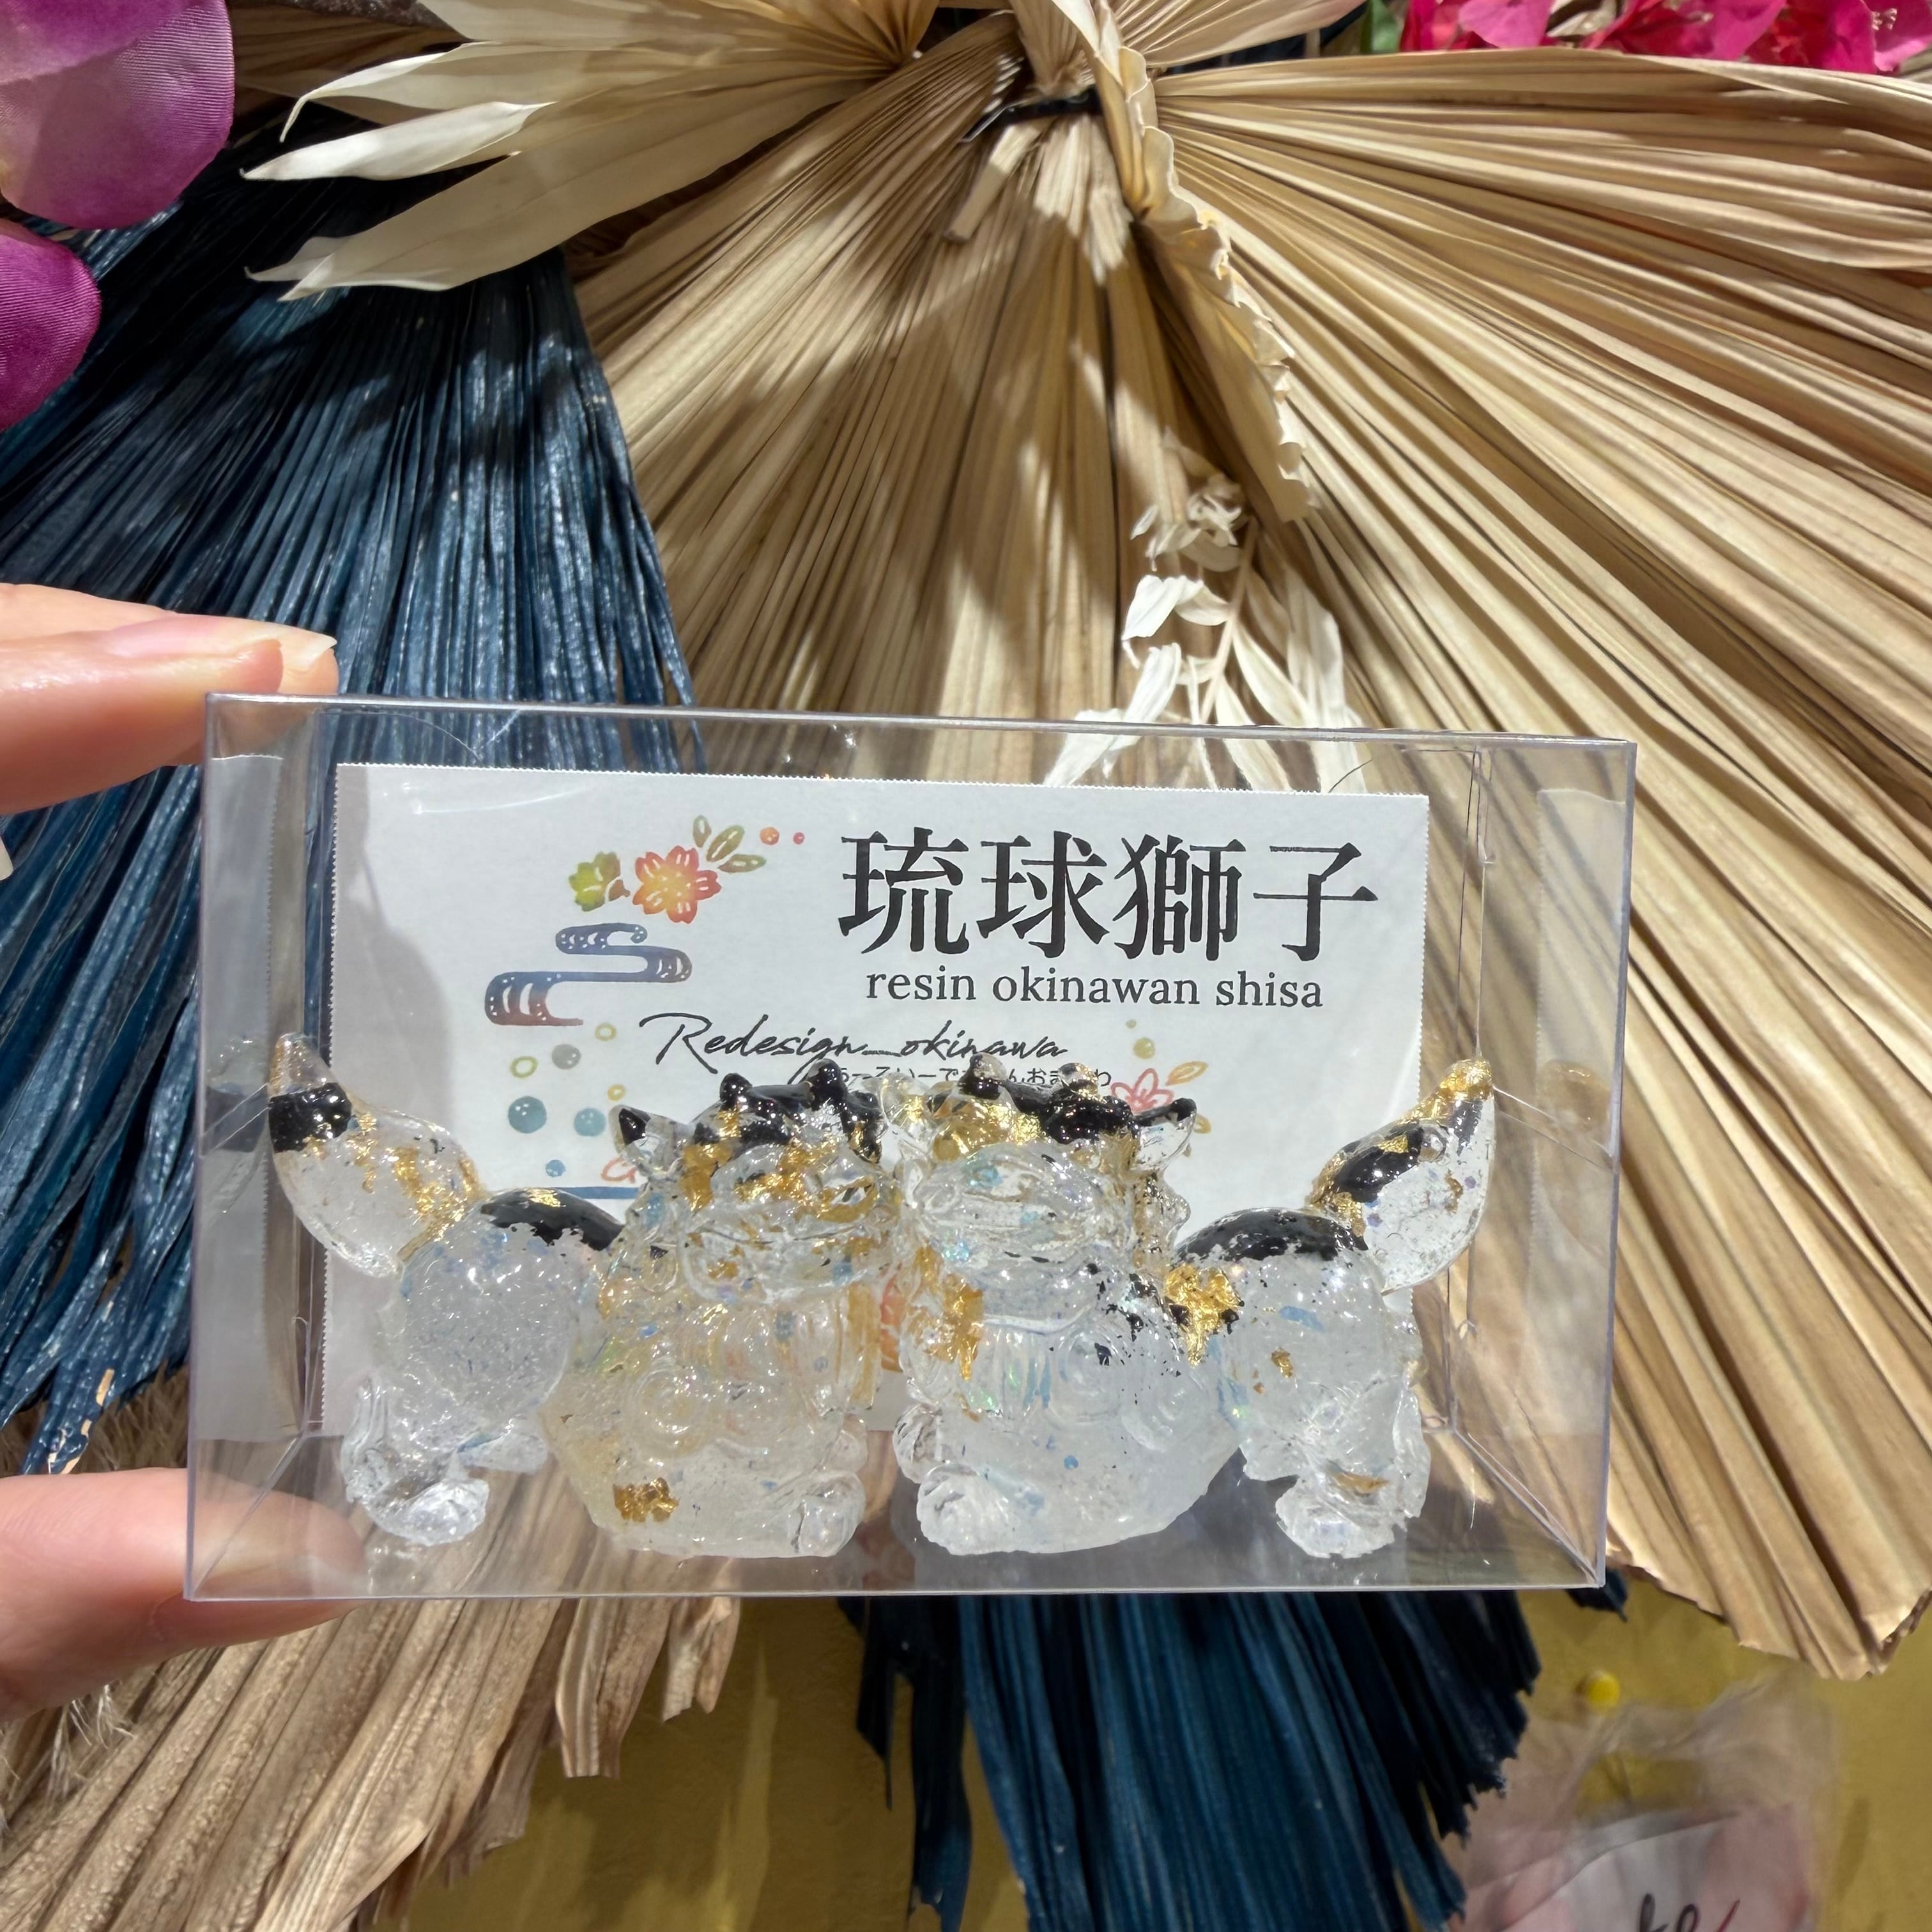 琉球獅子
resin okinawan shisa
Redesign_okinawa